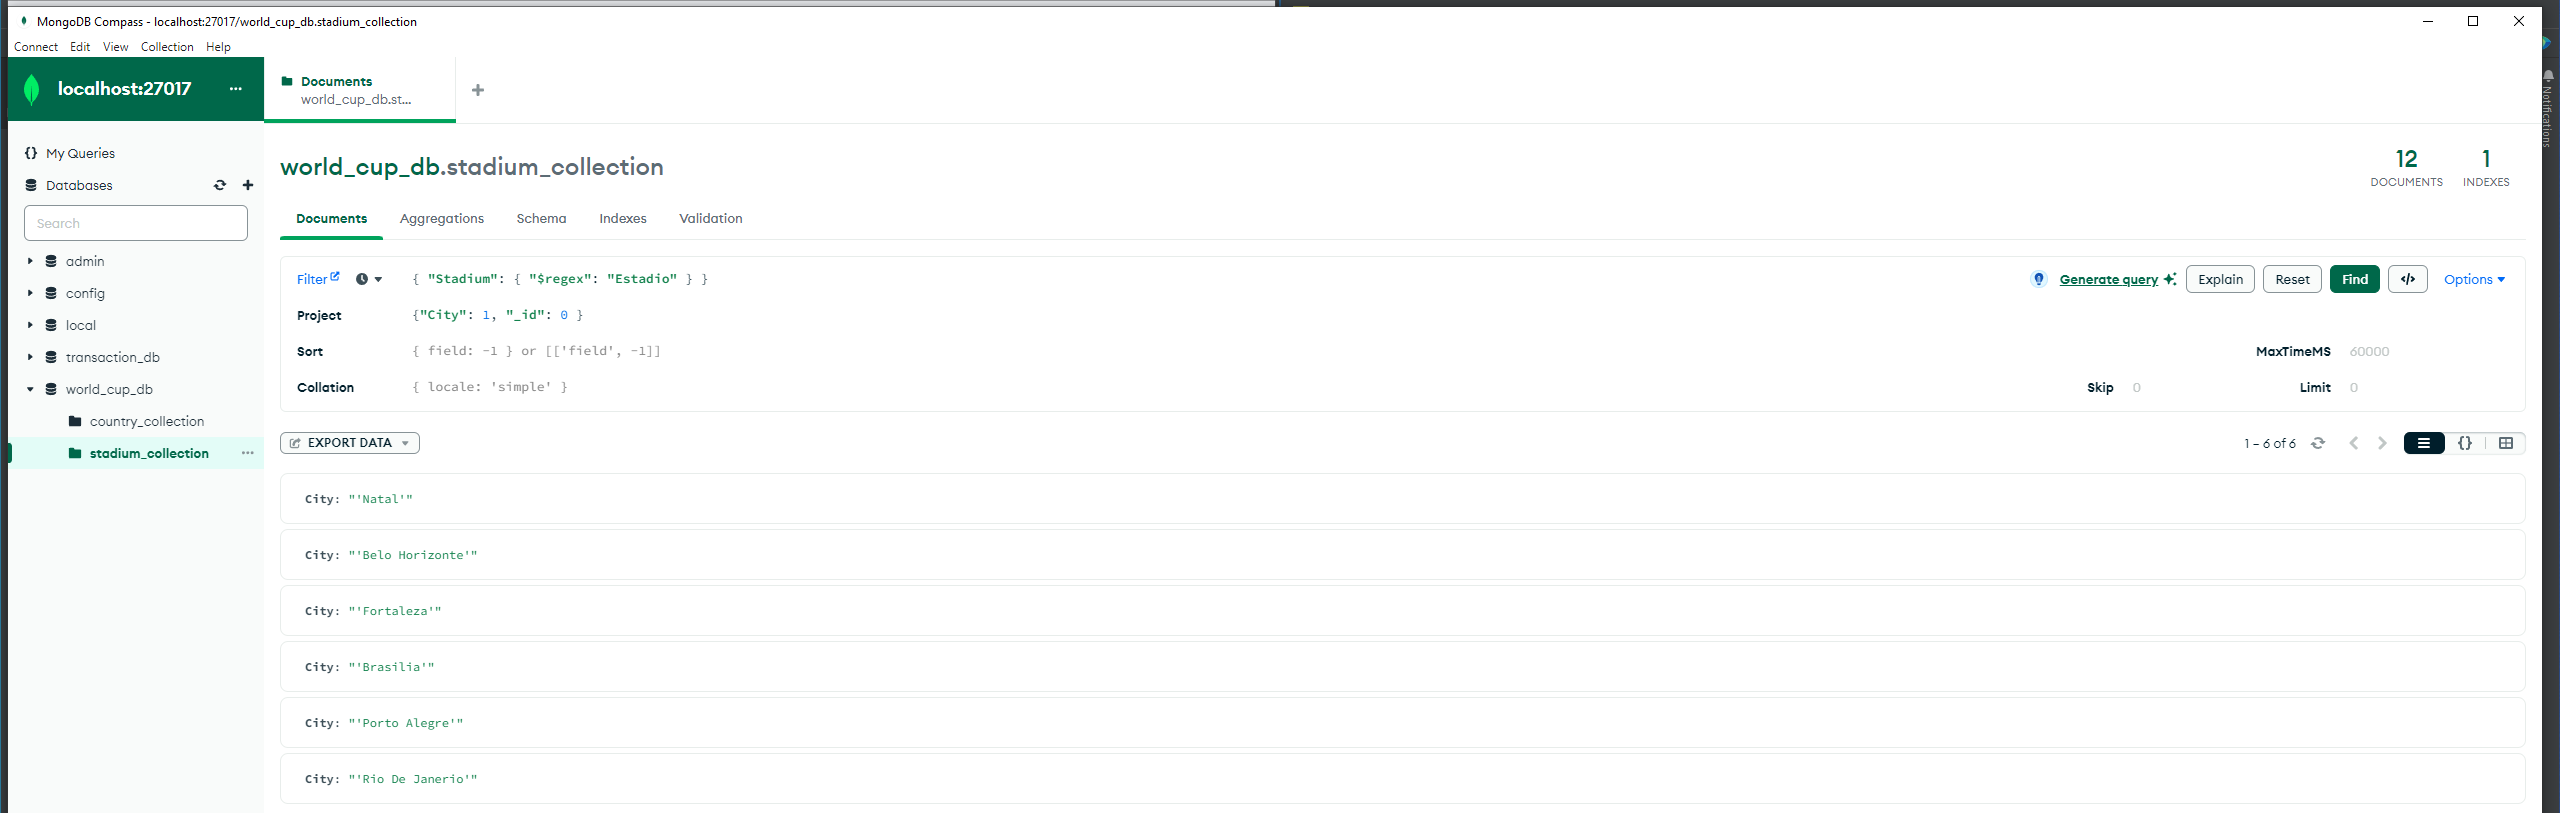 MongoDB Compass - localhost:27017/world_cup_db.stadium_collection
Connect Edit View Collection Help
localhost:27017 ...
Documents
world_cup_db.st...
+
My Queries
Databases
Search
admin
config
local
transaction_db
world_cup_db
country_collection
stadium_collection ...
world_cup_db.stadium_collection
12
DOCUMENTS
1
INDEXES
Documents Aggregations Schema Indexes Validation
Filter { "Stadium": { "$regex": "Estadio" } }
Generate query Explain Reset Find </> Options
Project {"City": 1, "_id": 0 }
Sort { field: -1 } or [['field', -1]]
MaxTimeMS 60000
Collation { locale: 'simple' }
Skip 0 Limit 0
EXPORT DATA
1 – 6 of 6
City: "'Natal'"
City: "'Belo Horizonte'"
City: "'Fortaleza'"
City: "'Brasilia'"
City: "'Porto Alegre'"
City: "'Rio De Janerio'"
Notifications